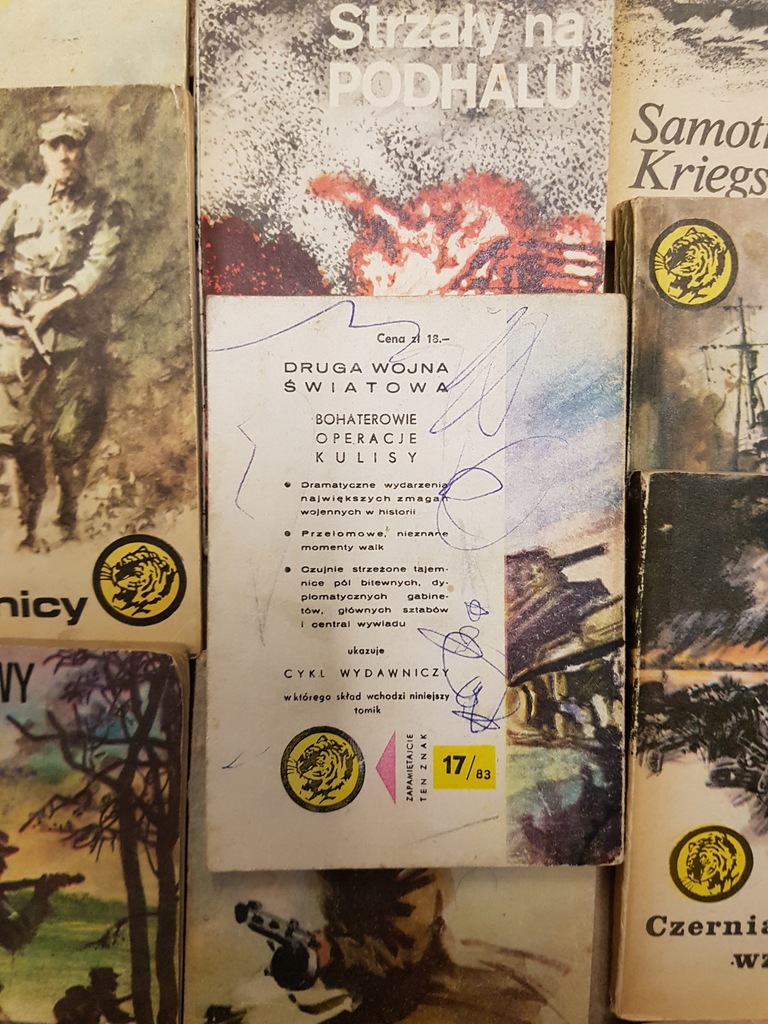 Strzały na
PODHALU
Kriegs
nicy
WY
Cena zł 18.—
DRUGA WOJNA
ŚWIATOWA
BOHATEROWIE
OPERACJE
KULISY
• Dramatyczne wydarzenia
największych zmagań
wojennych w historii
• Przełomowe, nieznane
momenty walk
• Czujnie strzeżone tajem-
nice pól bitewnych, dy-
plomatycznych gabine-
tów, głównych sztabów
i central wywiadu
ukazuje
CYKL WYDAWNICZY
w którego skład wchodzi niniejszy
tomik
ZAPAMIĘTAJCIE
TEN ZNAK
17/83
Czernia
wz